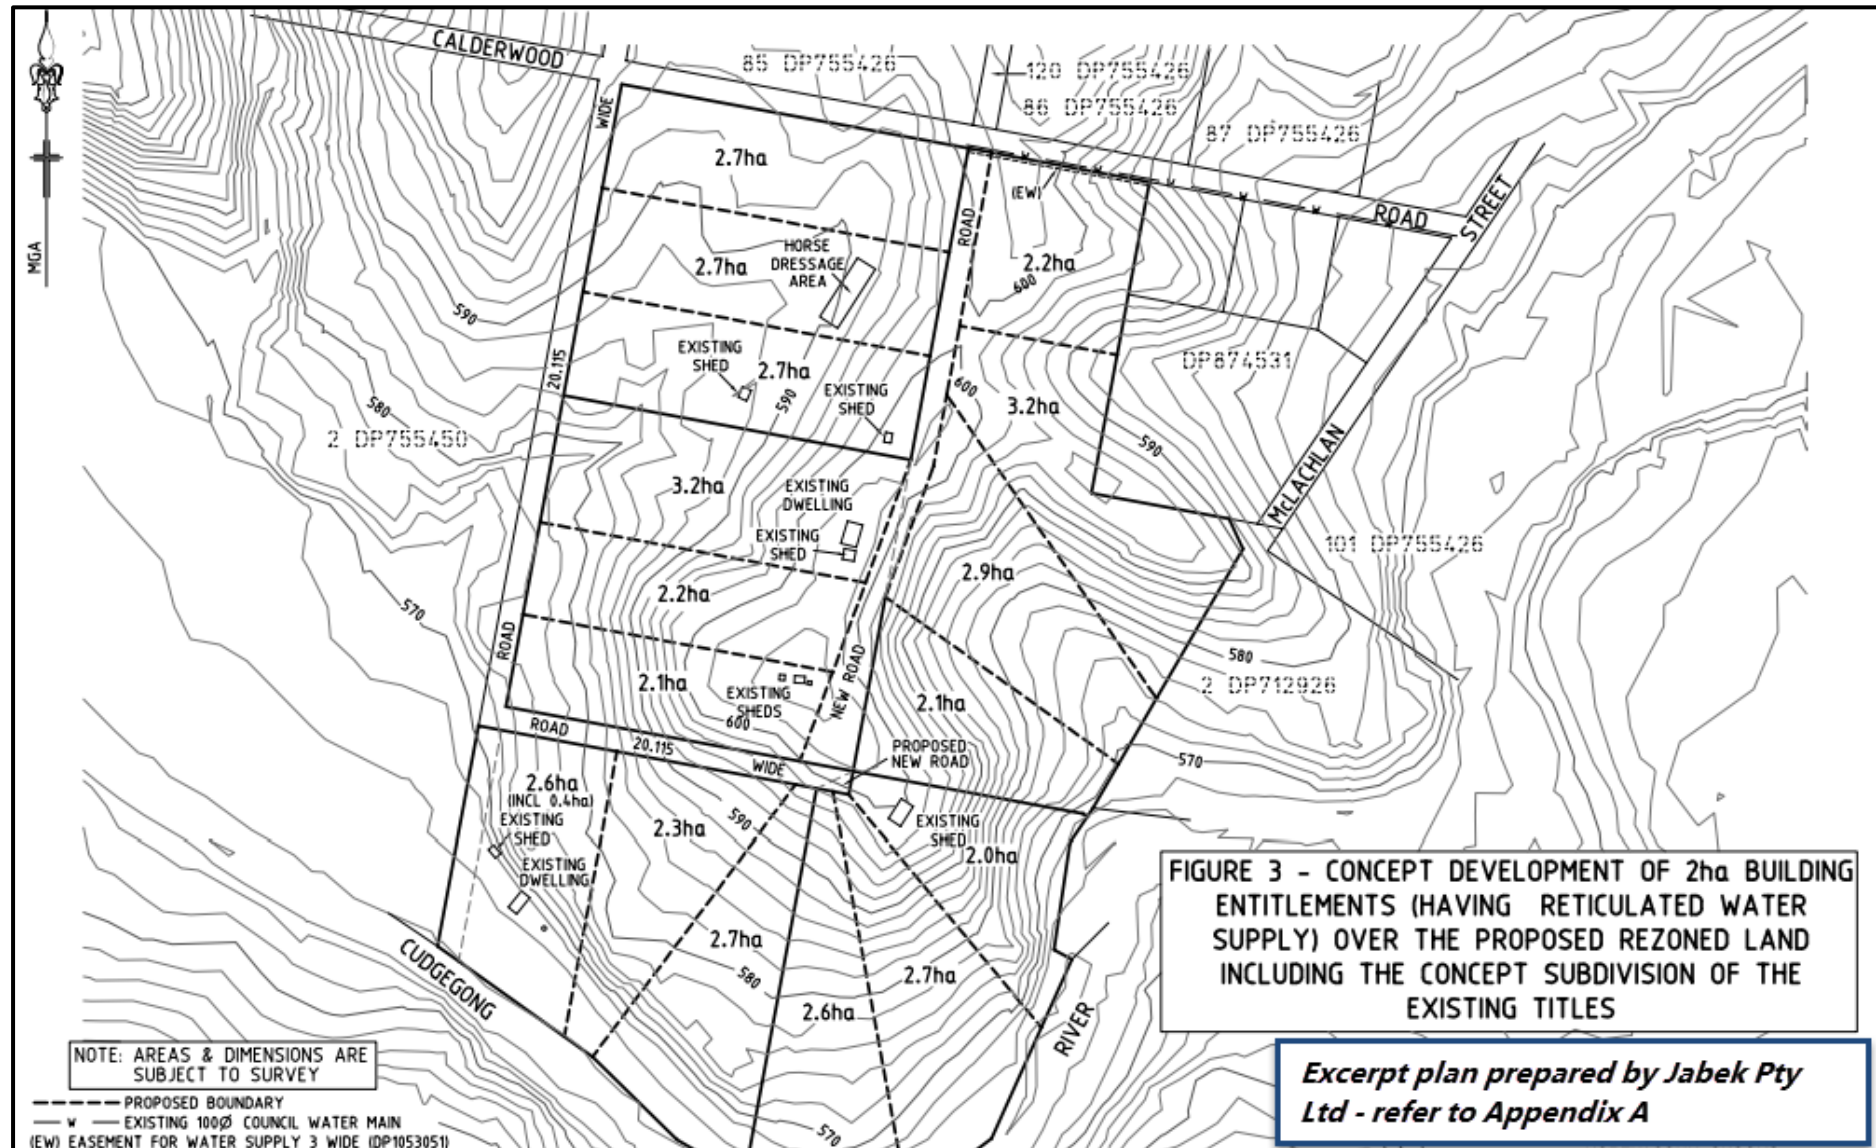 CALDERWOOD
85 DP755426
120 DP755426
86 DP755426
87 DP755426
WIDE
2.7ha
(EW)
ROAD
ROAD
STREET
MGA
2.7ha
HORSE
DRESSAGE
AREA
2.2ha
600
590
EXISTING
SHED
2.7ha
590
EXISTING
SHED
600
3.2ha
DP874531
20.115
580
2 DP755450
590
McLACHLAN
3.2ha
EXISTING
DWELLING
EXISTING
SHED
101 DP755426
2.9ha
570
2.2ha
ROAD
NEW ROAD
580
2 DP712926
2.1ha
EXISTING
SHEDS
600
2.1ha
ROAD
20.115
WIDE
PROPOSED
NEW ROAD
570
2.6ha
(INCL 0.4ha)
EXISTING
SHED
EXISTING
DWELLING
2.3ha
590
EXISTING
SHED
2.0ha
CUDGEGONG
2.7ha
580
2.7ha
2.6ha
RIVER
570
FIGURE 3 - CONCEPT DEVELOPMENT OF 2ha BUILDING
ENTITLEMENTS (HAVING RETICULATED WATER
SUPPLY) OVER THE PROPOSED REZONED LAND
INCLUDING THE CONCEPT SUBDIVISION OF THE
EXISTING TITLES
Excerpt plan prepared by Jabek Pty
Ltd - refer to Appendix A
NOTE: AREAS & DIMENSIONS ARE
SUBJECT TO SURVEY
PROPOSED BOUNDARY
W EXISTING 100Ø COUNCIL WATER MAIN
(EW) EASEMENT FOR WATER SUPPLY 3 WIDE (DP1053051)